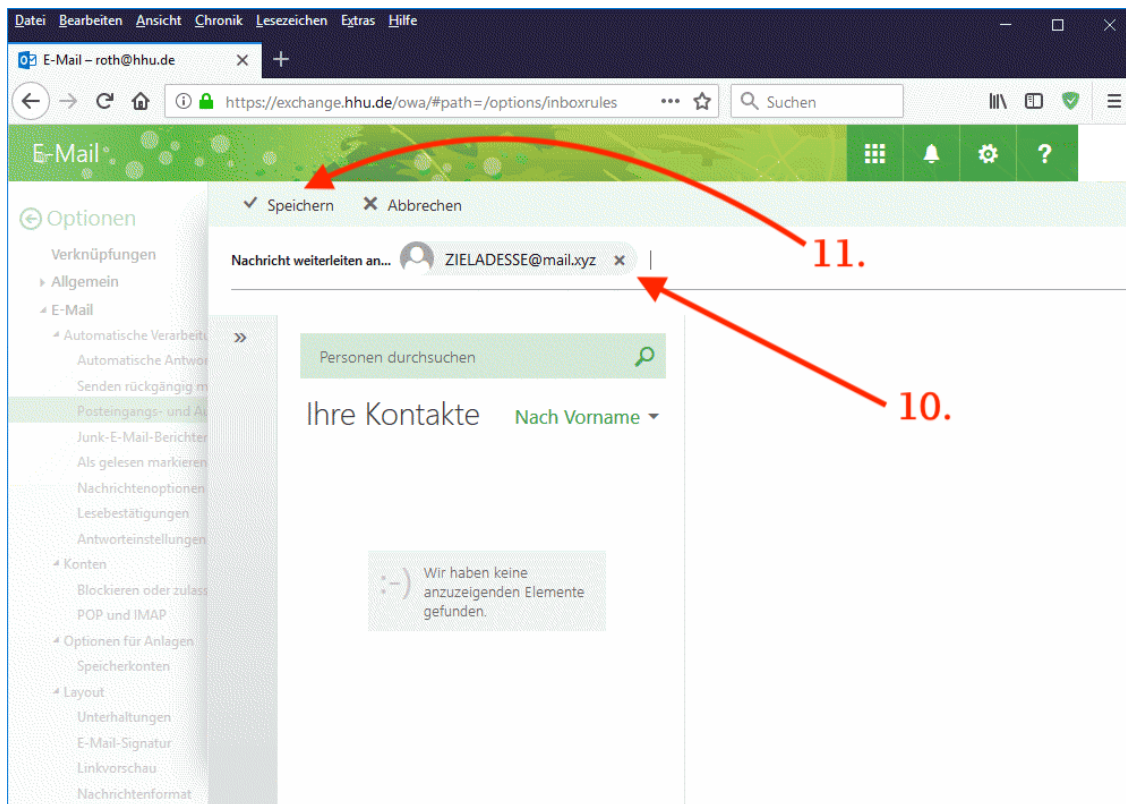 Datei Bearbeiten Ansicht Chronik Lesezeichen Extras Hilfe
E-Mail – roth@hhu.de
https://exchange.hhu.de/owa/#path=/options/inboxrules
Suchen
E-Mail
?
Speichern Abbrechen
Optionen
Verknüpfungen
Nachricht weiterleiten an... ZIELADESSE@mail.xyz
11.
Allgemein
E-Mail
Automatische Verarbeitu
Automatische Antwor
Senden rückgängig m
Posteingangs- und Au
Junk-E-Mail-Berichter
Als gelesen markieren
Nachrichtenoptionen
Lesebestätigungen
Antworteinstellungen
Konten
Blockieren oder zulass
POP und IMAP
Optionen für Anlagen
Speicherkonten
Layout
Unterhaltungen
E-Mail-Signatur
Linkvorschau
Nachrichtenformat
»
Personen durchsuchen
Ihre Kontakte Nach Vorname
10.
:-)
Wir haben keine
anzuzeigenden Elemente
gefunden.